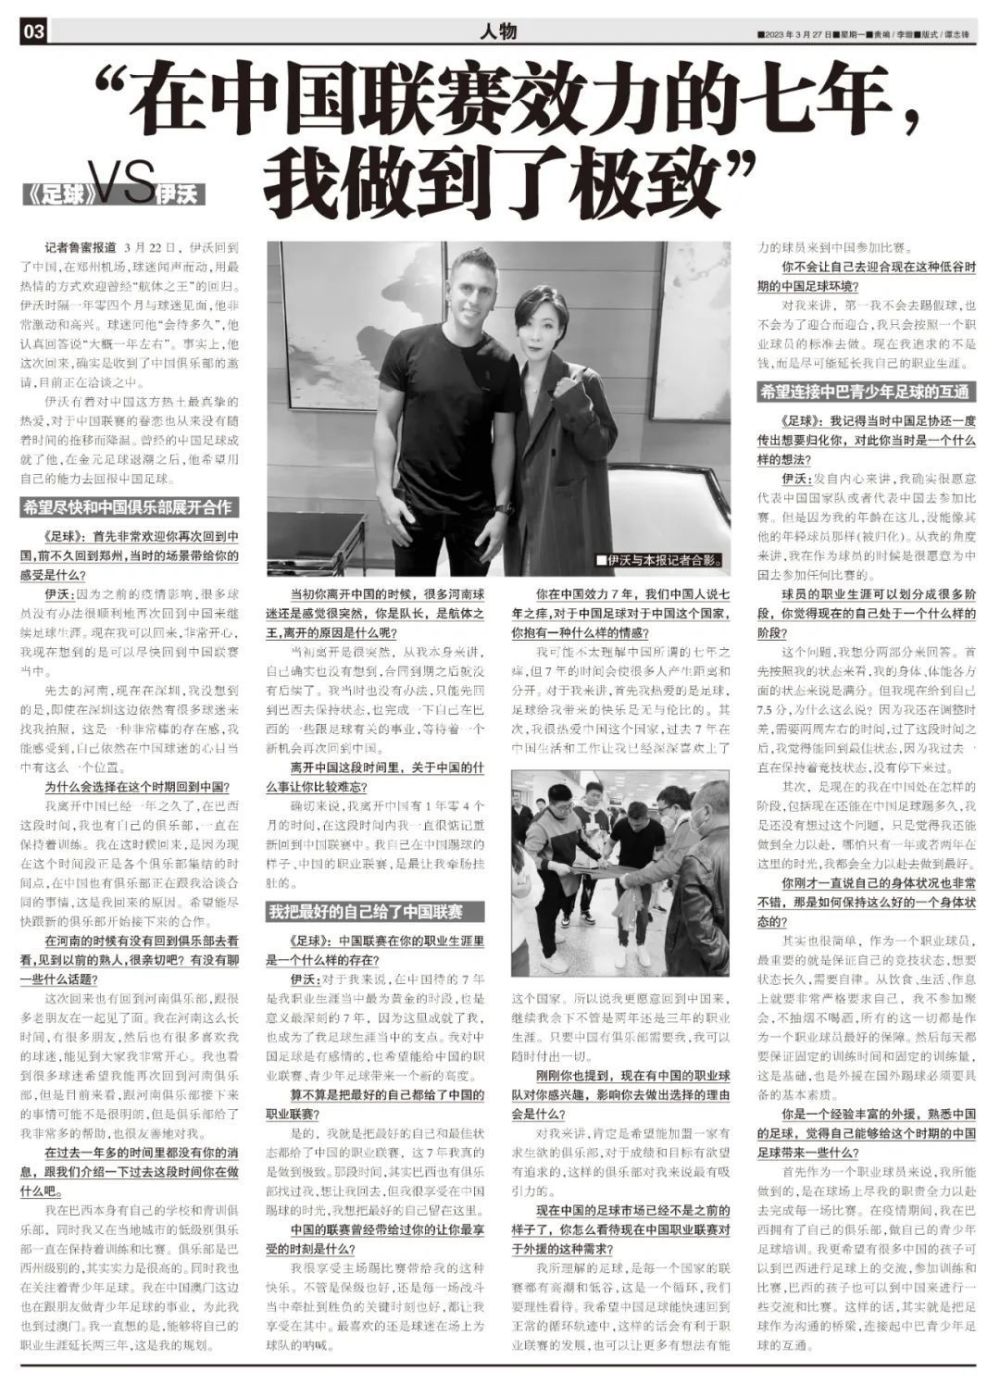 03
人物
■2023年3月27日■星期一■责编/李璇■版式/谭志锋
“在中国联赛效力的七年，
我做到了极致”
《足球》VS伊沃
记者鲁蜜报道 3月22日，伊沃回到
了中国，在郑州机场，球迷闻声而动，用最
热情的方式欢迎曾经“航体之王”的回归。
伊沃时隔一年零四个月与球迷见面，他非
常激动和高兴。球迷问他“会待多久”，他
认真回答说“大概一年左右”。事实上，他
这次回来，确实是收到了中国俱乐部的邀
请，目前正在洽谈之中。
伊沃有着对中国这方热土最真挚的
热爱，对于中国联赛的眷恋也从来没有随
着时间的推移而降温。曾经的中国足球成
就了他，在金元足球退潮之后，他希望用
自己的能力去回报中国足球。
希望尽快和中国俱乐部展开合作
《足球》：首先非常欢迎你再次回到中
国，前不久回到郑州，当时的场景带给你的
感受是什么？
伊沃：因为之前的疫情影响，很多球
员没有办法很顺利地再次回到中国来继
续足球生涯。现在我可以回来，非常开心，
我现在想到的是可以尽快回到中国联赛
当中。
先去的河南，现在在深圳，我没想到
的是，即使在深圳这边依然有很多球迷来
找我拍照，这是一种非常棒的存在感，我
能感受到，自己依然在中国球迷的心目当
中有这么一个位置。
为什么会选择在这个时期回到中国？
我离开中国已经一年之久了，在巴西
这段时间，我也有自己的俱乐部，一直在
保持着训练。我在这时候回来，是因为现
在这个时间段正是各个俱乐部集结的时
间点，在中国也有俱乐部正在跟我洽谈合
同的事情，这是我回来的原因。希望能尽
快跟新的俱乐部开始接下来的合作。
在河南的时候有没有回到俱乐部去看
看，见到以前的熟人，很亲切吧？有没有聊
一些什么话题？
这次回来也有回到河南俱乐部，跟很
多老朋友在一起见了面。我在河南这么长
时间，有很多朋友，然后也有很多喜欢我
的球迷，能见到大家我非常开心。我也看
到很多球迷希望我能再次回到河南俱乐
部，但是目前来看，跟河南俱乐部接下来
的事情可能不是很明朗，但是俱乐部给了
我非常多的帮助，也很友善地对我。
在过去一年多的时间里都没有你的消
息，跟我们介绍一下过去这段时间你在做
什么吧。
我在巴西本身有自己的学校和青训俱
乐部，同时我又在当地城市的低级别俱乐
部一直在保持着训练和比赛。俱乐部是巴
西州级别的，其实实力是很高的。同时我也
在关注着青少年足球。我在中国澳门这边
也在跟朋友做青少年足球的事业，为此我
也到过澳门。我一直想的是，能够将自己的
职业生涯延长两三年，这是我的规划。
■伊沃与本报记者合影。
当初你离开中国的时候，很多河南球
迷还是感觉很突然，你是队长，是航体之
王，离开的原因是什么呢？
当初离开是很突然，从我本身来讲，
自己确实也没有想到，合同到期之后就没
有后续了。我当时也没有办法，只能先回
到巴西去保持状态，也完成一下自己在巴
西的一些跟足球有关的事业，等待着一个
新机会再次回到中国。
离开中国这段时间里，关于中国的什
么事让你比较难忘？
确切来说，我离开中国有1年零4个
月的时间，在这段时间内我一直很惦记重
新回到中国联赛中。我自己在中国踢球的
样子、中国的职业联赛，是最让我牵肠挂
肚的。
我把最好的自己给了中国联赛
《足球》：中国联赛在你的职业生涯里
是一个什么样的存在？
伊沃：对于我来说，在中国待的7年
是我职业生涯当中最为黄金的时段，也是
意义最深刻的7年，因为这里成就了我，
也成为了我足球生涯当中的支点。我对中
国足球是有感情的，也希望能给中国的职
业联赛、青少年足球带来一个新的高度。
算不算是把最好的自己都给了中国的
职业联赛？
是的，我就是把最好的自己和最佳状
态都给了中国的职业联赛，这7年我真的
是做到极致。那段时间，其实巴西也有俱乐
部找过我，想让我回去，但我很享受在中国
踢球的时光，我想把最好的自己留在这里。
中国的联赛曾经带给过你的让你最享
受的时刻是什么？
我很享受主场踢比赛带给我的这种
快乐。不管是保级也好，还是每一场战斗
当中牵扯到胜负的关键时刻也好，都让我
享受在其中。最喜欢的还是球迷在场上为
球队的呐喊。
你在中国效力7年，我们中国人说七
年之痒，对于中国足球对于中国这个国家，
你抱有一种什么样的情感？
我可能不太理解中国所谓的七年之
痒，但7年的时间会使很多人产生距离和
分开。对于我来讲，首先我热爱的是足球，
足球给我带来的快乐是无与伦比的。其
次，我很热爱中国这个国家，过去7年在
中国生活和工作让我已经深深喜欢上了
这个国家。所以说我更愿意回到中国来，
继续我余下不管是两年还是三年的职业
生涯。只要中国有俱乐部需要我，我可以
随时付出一切。
刚刚你也提到，现在有中国的职业球
队对你感兴趣，影响你去做出选择的理由
会是什么？
对我来讲，肯定是希望能加盟一家有
求生欲的俱乐部，对于成绩和目标有欲望
有追求的，这样的俱乐部对我来说最有吸
引力的。
现在中国的足球市场已经不是之前的
样子了，你怎么看待现在中国职业联赛对
于外援的这种需求？
我所理解的足球，是每一个国家的联
赛都有高潮和低谷，这是一个循环，我们
要理性看待。我希望中国足球能快速回到
正常的循环轨迹中，这样的话会有利于职
业联赛的发展，也可以让更多有想法有能
力的球员来到中国参加比赛。
你不会让自己去迎合现在这种低谷时
期的中国足球环境？
对我来讲，第一我不会去踢假球，也
不会为了迎合而迎合，我只会按照一个职
业球员的标准去做。现在我追求的不是
钱，而是尽可能延长我自己的职业生涯。
希望连接中巴青少年足球的互通
《足球》：我记得当时中国足协还一度
传出想要归化你，对此你当时是一个什么
样的想法？
伊沃：发自内心来讲，我确实很愿意
代表中国国家队或者代表中国去参加比
赛。但是因为我的年龄在这儿，没能像其
他的年轻球员那样（被归化）。从我的角度
来讲，我在作为球员的时候是很愿意为中
国去参加任何比赛的。
球员的职业生涯可以划分成很多阶
段，你觉得现在的自己处于一个什么样的
阶段？
这个问题，我想分两部分来回答。首
先按照我的状态来看，我的身体、体能各方
面的状态来说是满分。但我现在给到自己
7.5分，为什么这么说？因为我还在调整时
差，需要两周左右的时间，过了这段时间之
后，我觉得能回到最佳状态，因为我过去一
直在保持着竞技状态，没有停下来过。
其次，是现在的我在中国处在怎样的
阶段，包括现在还能在中国足球踢多久，我
是还没有想过这个问题，只是觉得我还能
做到全力以赴，哪怕只有一年或者两年在
这里的时光，我都会全力以赴去做到最好。
你刚才一直说自己的身体状况也非常
不错，那是如何保持这么好的一个身体状
态的？
其实也很简单，作为一个职业球员，
最重要的就是保证自己的竞技状态，想要
状态长久，需要自律。从饮食、生活、作息
上就要非常严格要求自己，我不参加聚
会，不抽烟不喝酒，所有的这一切都是作
为一个职业球员最好的保障。然后每天都
要保证固定的训练时间和固定的训练量，
这是基础，也是外援在国外踢球必须要具
备的基本素质。
你是一个经验丰富的外援，熟悉中国
的足球，觉得自己能够给这个时期的中国
足球带来一些什么？
首先作为一个职业球员来说，我所能
做到的，是在球场上尽我的职责全力以赴
去完成每一场比赛。在疫情期间，我在巴
西拥有了自己的俱乐部，做自己的青少年
足球培训。我更希望有很多中国的孩子可
以到巴西进行足球上的交流，参加训练和
比赛，巴西的孩子也可以到中国来进行一
些交流和比赛。这样的话，其实就是把足
球作为沟通的桥梁，连接起中巴青少年足
球的互通。